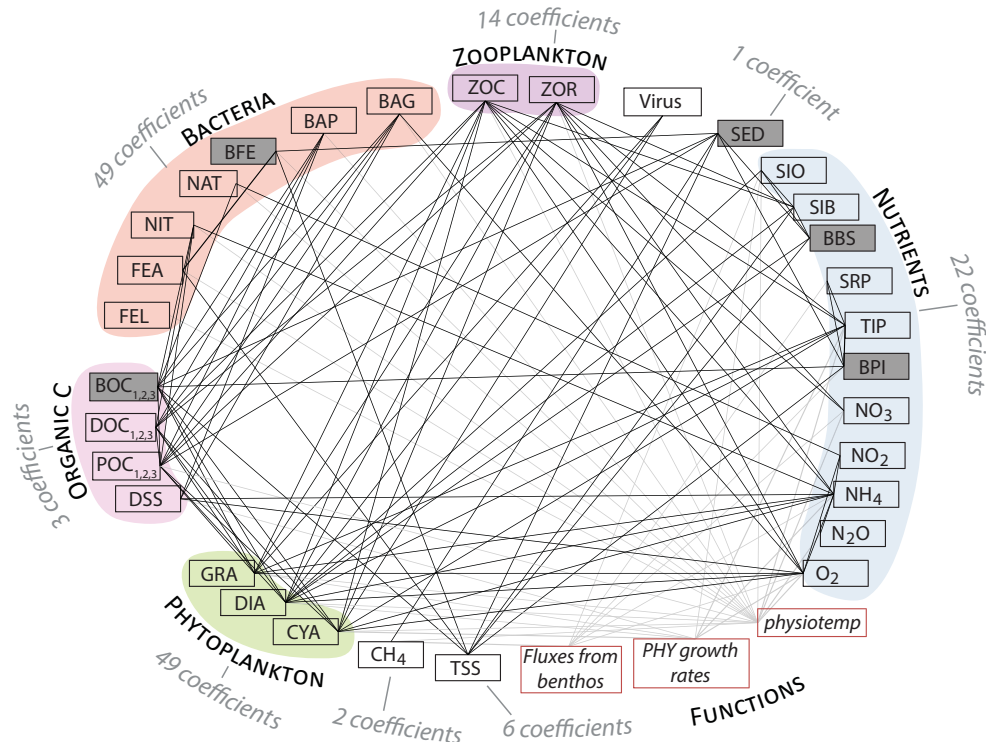 14 coefficients
ZOOPLANKTON
ZOC
ZOR
Virus
1 coefficient
SED
49 coefficients
BACTERIA
BAG
BAP
BFE
NAT
NIT
FEA
FEL
SIO
SIB
BBS
SRP
TIP
BPI
NO3
NO2
NH4
N2O
O2
NUTRIENTS
22 coefficients
ORGANIC C
3 coefficients
BOC1,2,3
DOC1,2,3
POC1,2,3
DSS
GRA
DIA
CYA
PHYTOPLANKTON
49 coefficients
CH4
2 coefficients
TSS
6 coefficients
Fluxes from
benthos
PHY growth
rates
physiotemp
FUNCTIONS